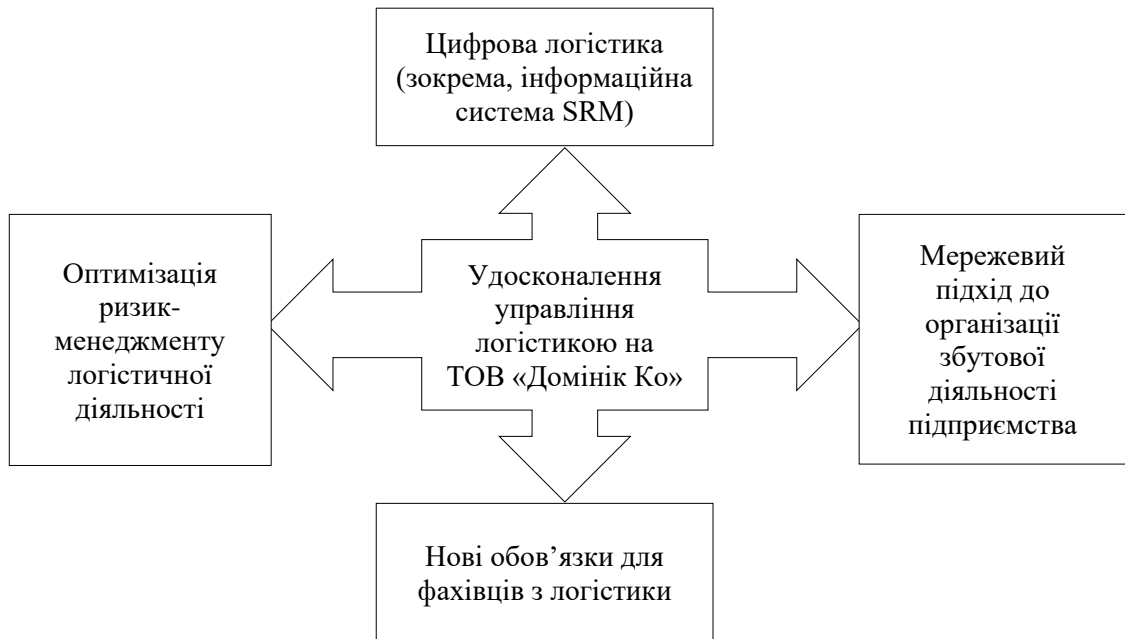 Цифрова логістика
(зокрема, інформаційна
система SRM)
Оптимізація
ризик-
менеджменту
логістичної
діяльності
Удосконалення
управління
логістикою на
ТОВ «Домінік Ко»
Мережевий
підхід до
організації
збутової
діяльності
підприємства
Нові обов’язки для
фахівців з логістики